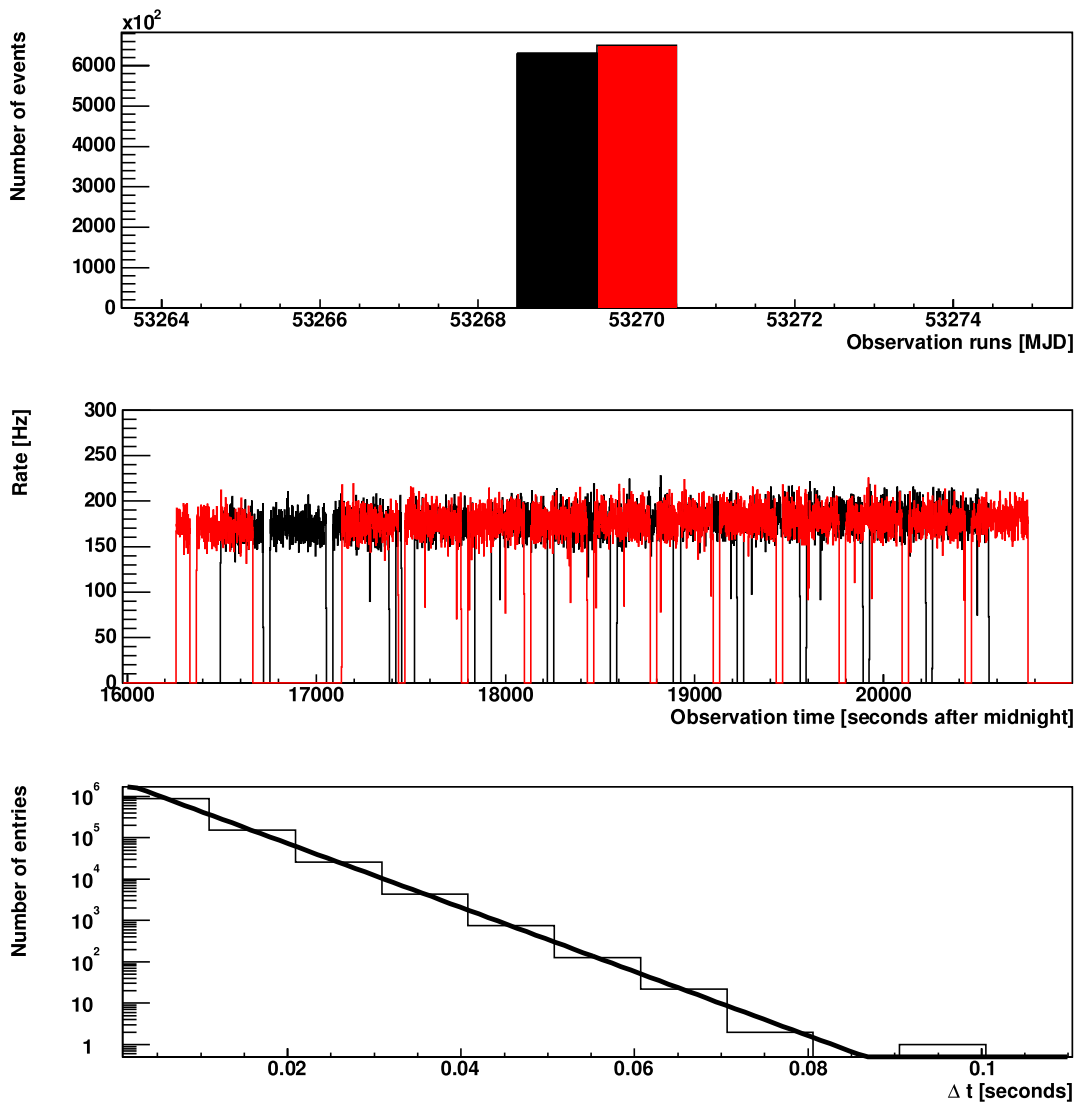 x10²
Number of events
6000
5000
4000
3000
2000
1000
0
53264 53266 53268 53270 53272 53274
Observation runs [MJD]
Rate [Hz]
300
250
200
150
100
50
0
16000 17000 18000 19000 20000
Observation time [seconds after midnight]
Number of entries
10⁶
10⁵
10⁴
10³
10²
10
1
0.02 0.04 0.06 0.08 0.1
Δ t [seconds]